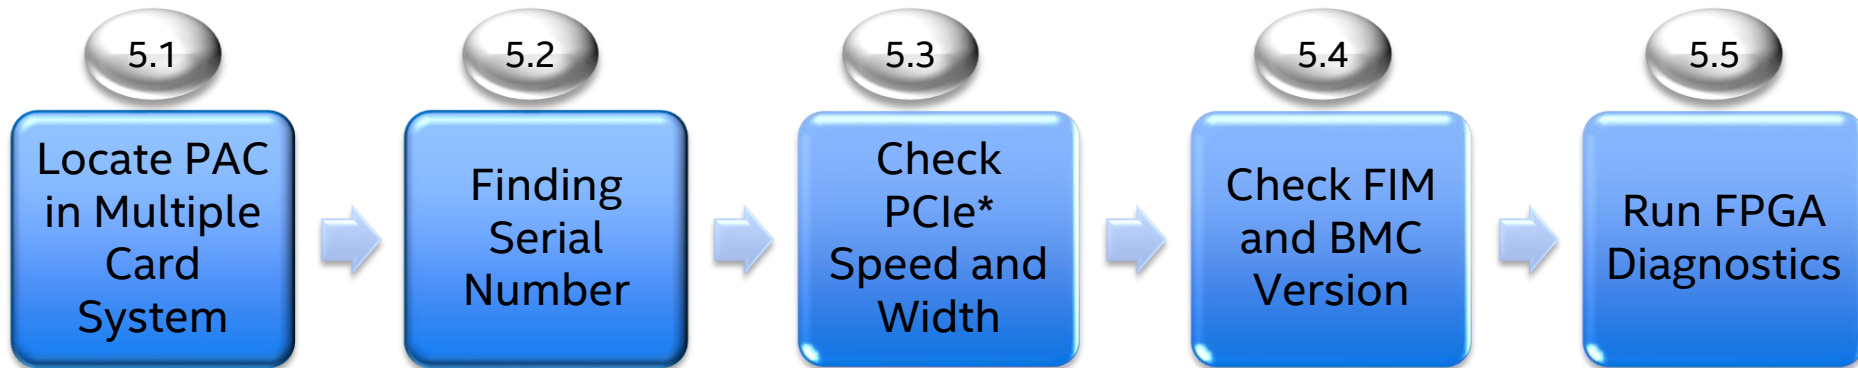 5.1
Locate PAC
in Multiple
Card
System
5.2
Finding
Serial
Number
5.3
Check
PCIe*
Speed and
Width
5.4
Check FIM
and BMC
Version
5.5
Run FPGA
Diagnostics